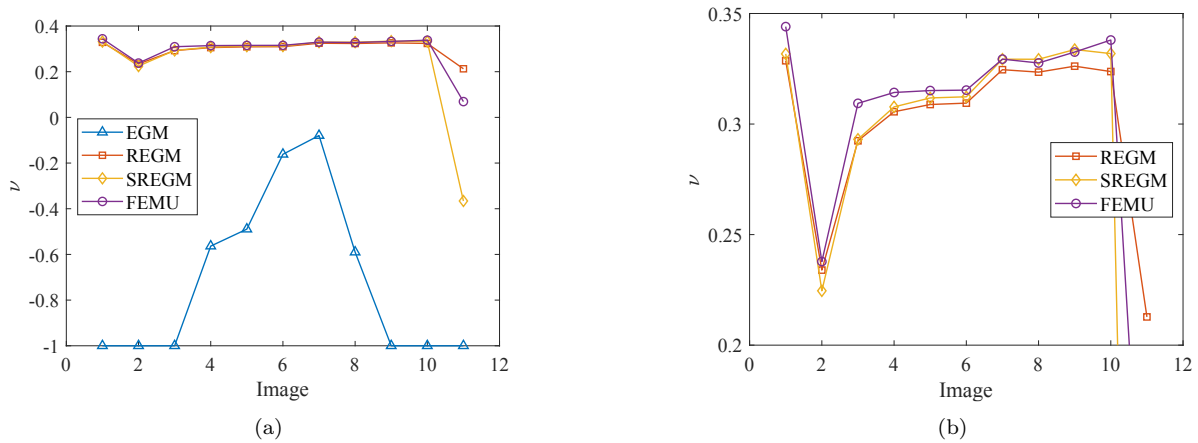 0.4
0.2
0
-0.2
-0.4
-0.6
-0.8
-1
ν
EGM
REGM
SREGM
FEMU
0 2 4 6 8 10 12
Image
(a)
0.35
0.3
0.25
0.2
ν
REGM
SREGM
FEMU
0 2 4 6 8 10 12
Image
(b)